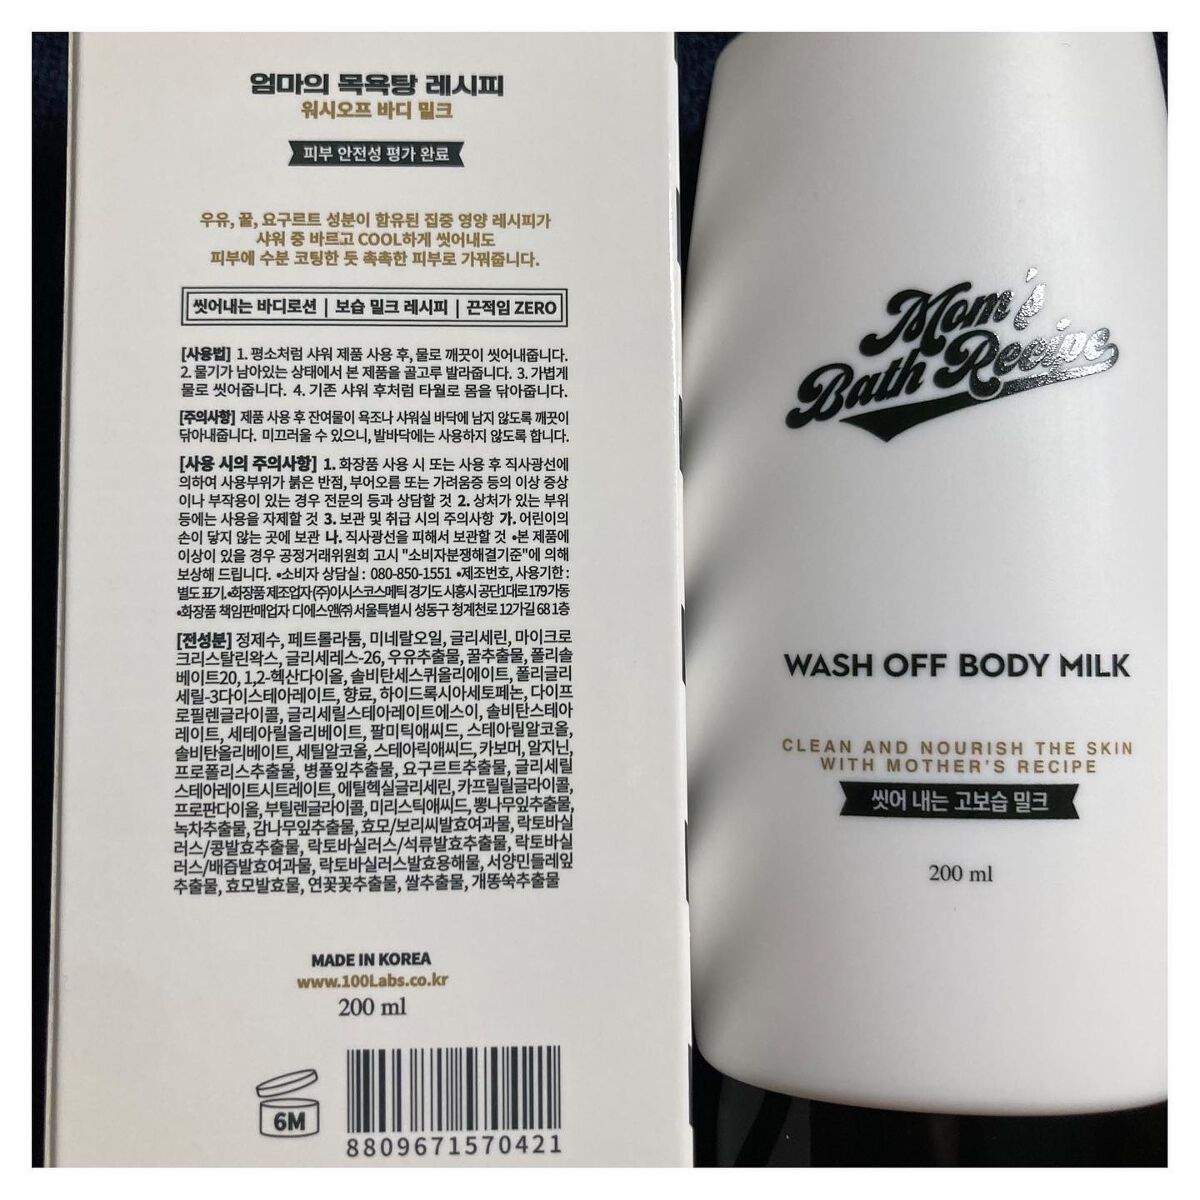 엄마의 목욕탕 레시피
워시오프 바디 밀크
피부 안전성 평가 완료
우유, 꿀, 요구르트 성분이 함유된 집중 영양 레시피가
샤워 중 바르고 COOL하게 씻어내도
피부에 수분 코팅한 듯 촉촉한 피부로 가꿔줍니다.
씻어내는 바디로션 | 보습 밀크 레시피 | 끈적임 ZERO
[사용법] 1. 평소처럼 샤워 제품 사용 후, 물로 깨끗이 씻어내줍니다.
2. 물기가 남아있는 상태에서 본 제품을 골고루 발라줍니다. 3. 가볍게
물로 씻어줍니다. 4. 기존 샤워 후처럼 타월로 몸을 닦아줍니다.
[주의사항] 제품 사용 후 잔여물이 욕조나 샤워실 바닥에 남지 않도록 깨끗이
닦아내줍니다. 미끄러울 수 있으니, 발바닥에는 사용하지 않도록 합니다.
[사용 시의 주의사항] 1. 화장품 사용 시 또는 사용 후 직사광선에
의하여 사용부위가 붉은 반점, 부어오름 또는 가려움증 등의 이상 증상
이나 부작용이 있는 경우 전문의 등과 상담할 것 2. 상처가 있는 부위
등에는 사용을 자제할 것 3. 보관 및 취급 시의 주의사항 가. 어린이의
손이 닿지 않는 곳에 보관 나. 직사광선을 피해서 보관할 것 •본 제품에
이상이 있을 경우 공정거래위원회 고시 "소비자분쟁해결기준"에 의해
보상해 드립니다. •소비자 상담실 : 080-850-1551 •제조번호, 사용기한 :
별도 표기. •화장품 제조업자 (주)이시스코스메틱 경기도 시흥시 공단1대로 179가동
•화장품 책임판매업자 디에스앤㈜ 서울특별시 성동구 청계천로 12가길 68 1층
[전성분] 정제수, 페트롤라툼, 미네랄오일, 글리세린, 마이크로
크리스탈린왁스, 글리세레스-26, 우유추출물, 꿀추출물, 폴리솔
베이트20, 1,2-헥산다이올, 솔비탄세스퀴올리에이트, 폴리글리
세릴-3다이스테아레이트, 향료, 하이드록시아세토페논, 다이프
로필렌글라이콜, 글리세릴스테아레이트에스이, 솔비탄스테아
레이트, 세테아릴올리베이트, 팔미틱애씨드, 스테아릴알코올,
솔비탄올리베이트, 세틸알코올, 스테아릭애씨드, 카보머, 알지닌,
프로폴리스추출물, 병풀잎추출물, 요구르트추출물, 글리세릴
스테아레이트시트레이트, 에틸헥실글리세린, 카프릴릴글라이콜,
프로판다이올, 부틸렌글라이콜, 미리스틱애씨드, 뽕나무잎추출물,
녹차추출물, 감나무잎추출물, 효모/보리씨발효여과물, 락토바실
러스/콩발효추출물, 락토바실러스/석류발효추출물, 락토바실
러스/배즙발효여과물, 락토바실러스발효용해물, 서양민들레잎
추출물, 효모발효물, 연꽃꽃추출물, 쌀추출물, 개똥쑥추출물
MADE IN KOREA
www.100Labs.co.kr
200 ml
6M
8809671570421
Mom's
Bath Recipe
WASH OFF BODY MILK
CLEAN AND NOURISH THE SKIN
WITH MOTHER'S RECIPE
씻어 내는 고보습 밀크
200 ml